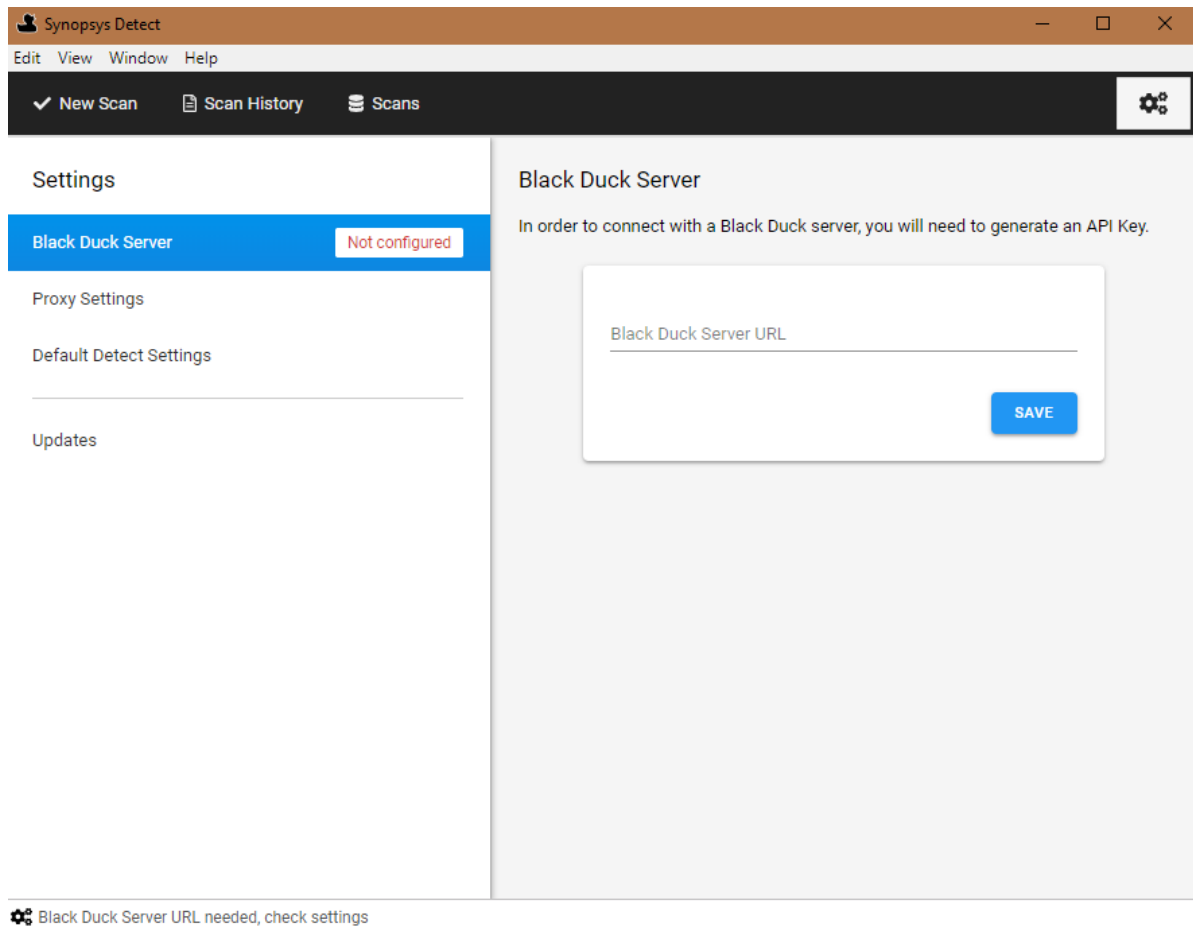 Synopsys Detect
Edit View Window Help
New Scan Scan History Scans
Settings
Black Duck Server Not configured
Proxy Settings
Default Detect Settings
Updates
Black Duck Server
In order to connect with a Black Duck server, you will need to generate an API Key.
Black Duck Server URL
SAVE
Black Duck Server URL needed, check settings